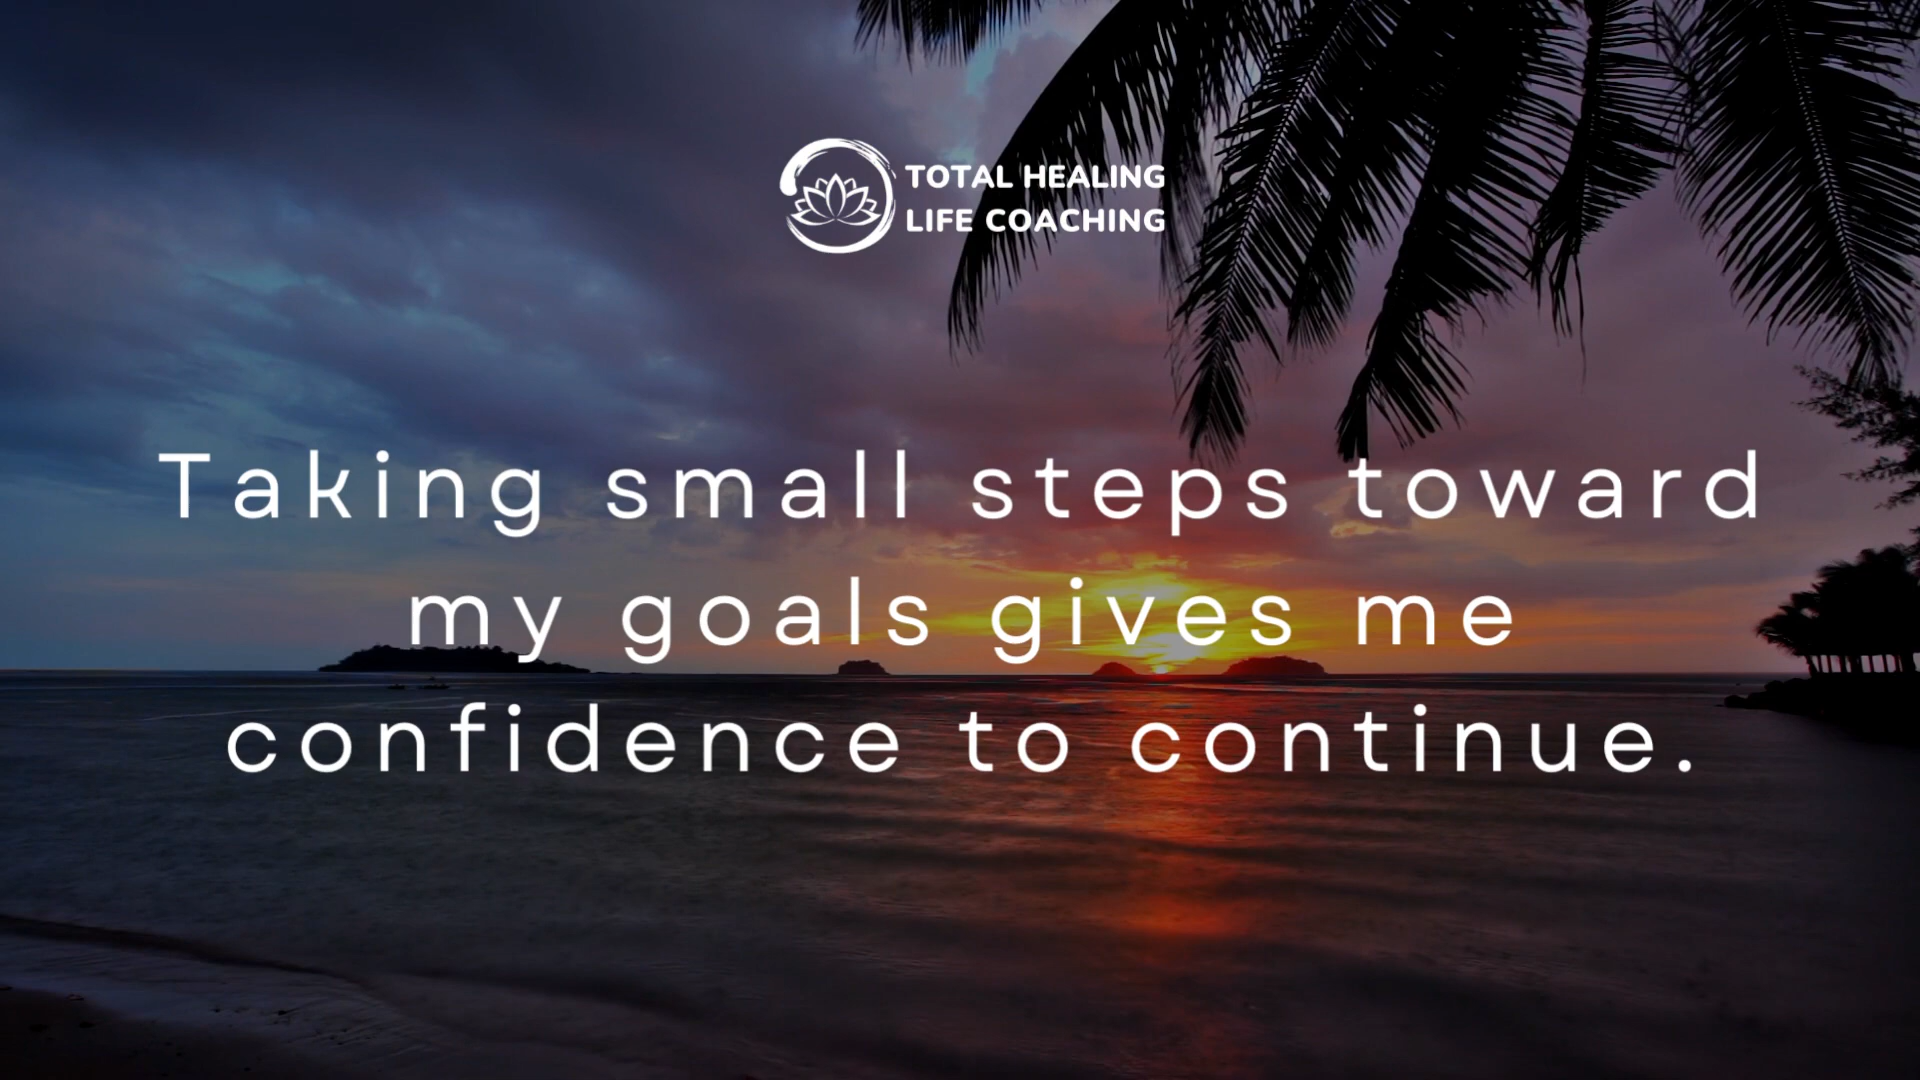 TOTAL HEALING
LIFE COACHING
Taking small steps toward
my goals gives me
confidence to continue.